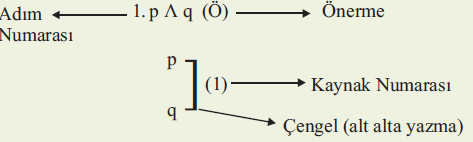 Adım 1. p Λ q (Ö) Önerme
Numarası
p
(1) Kaynak Numarası
q
Çengel (alt alta yazma)